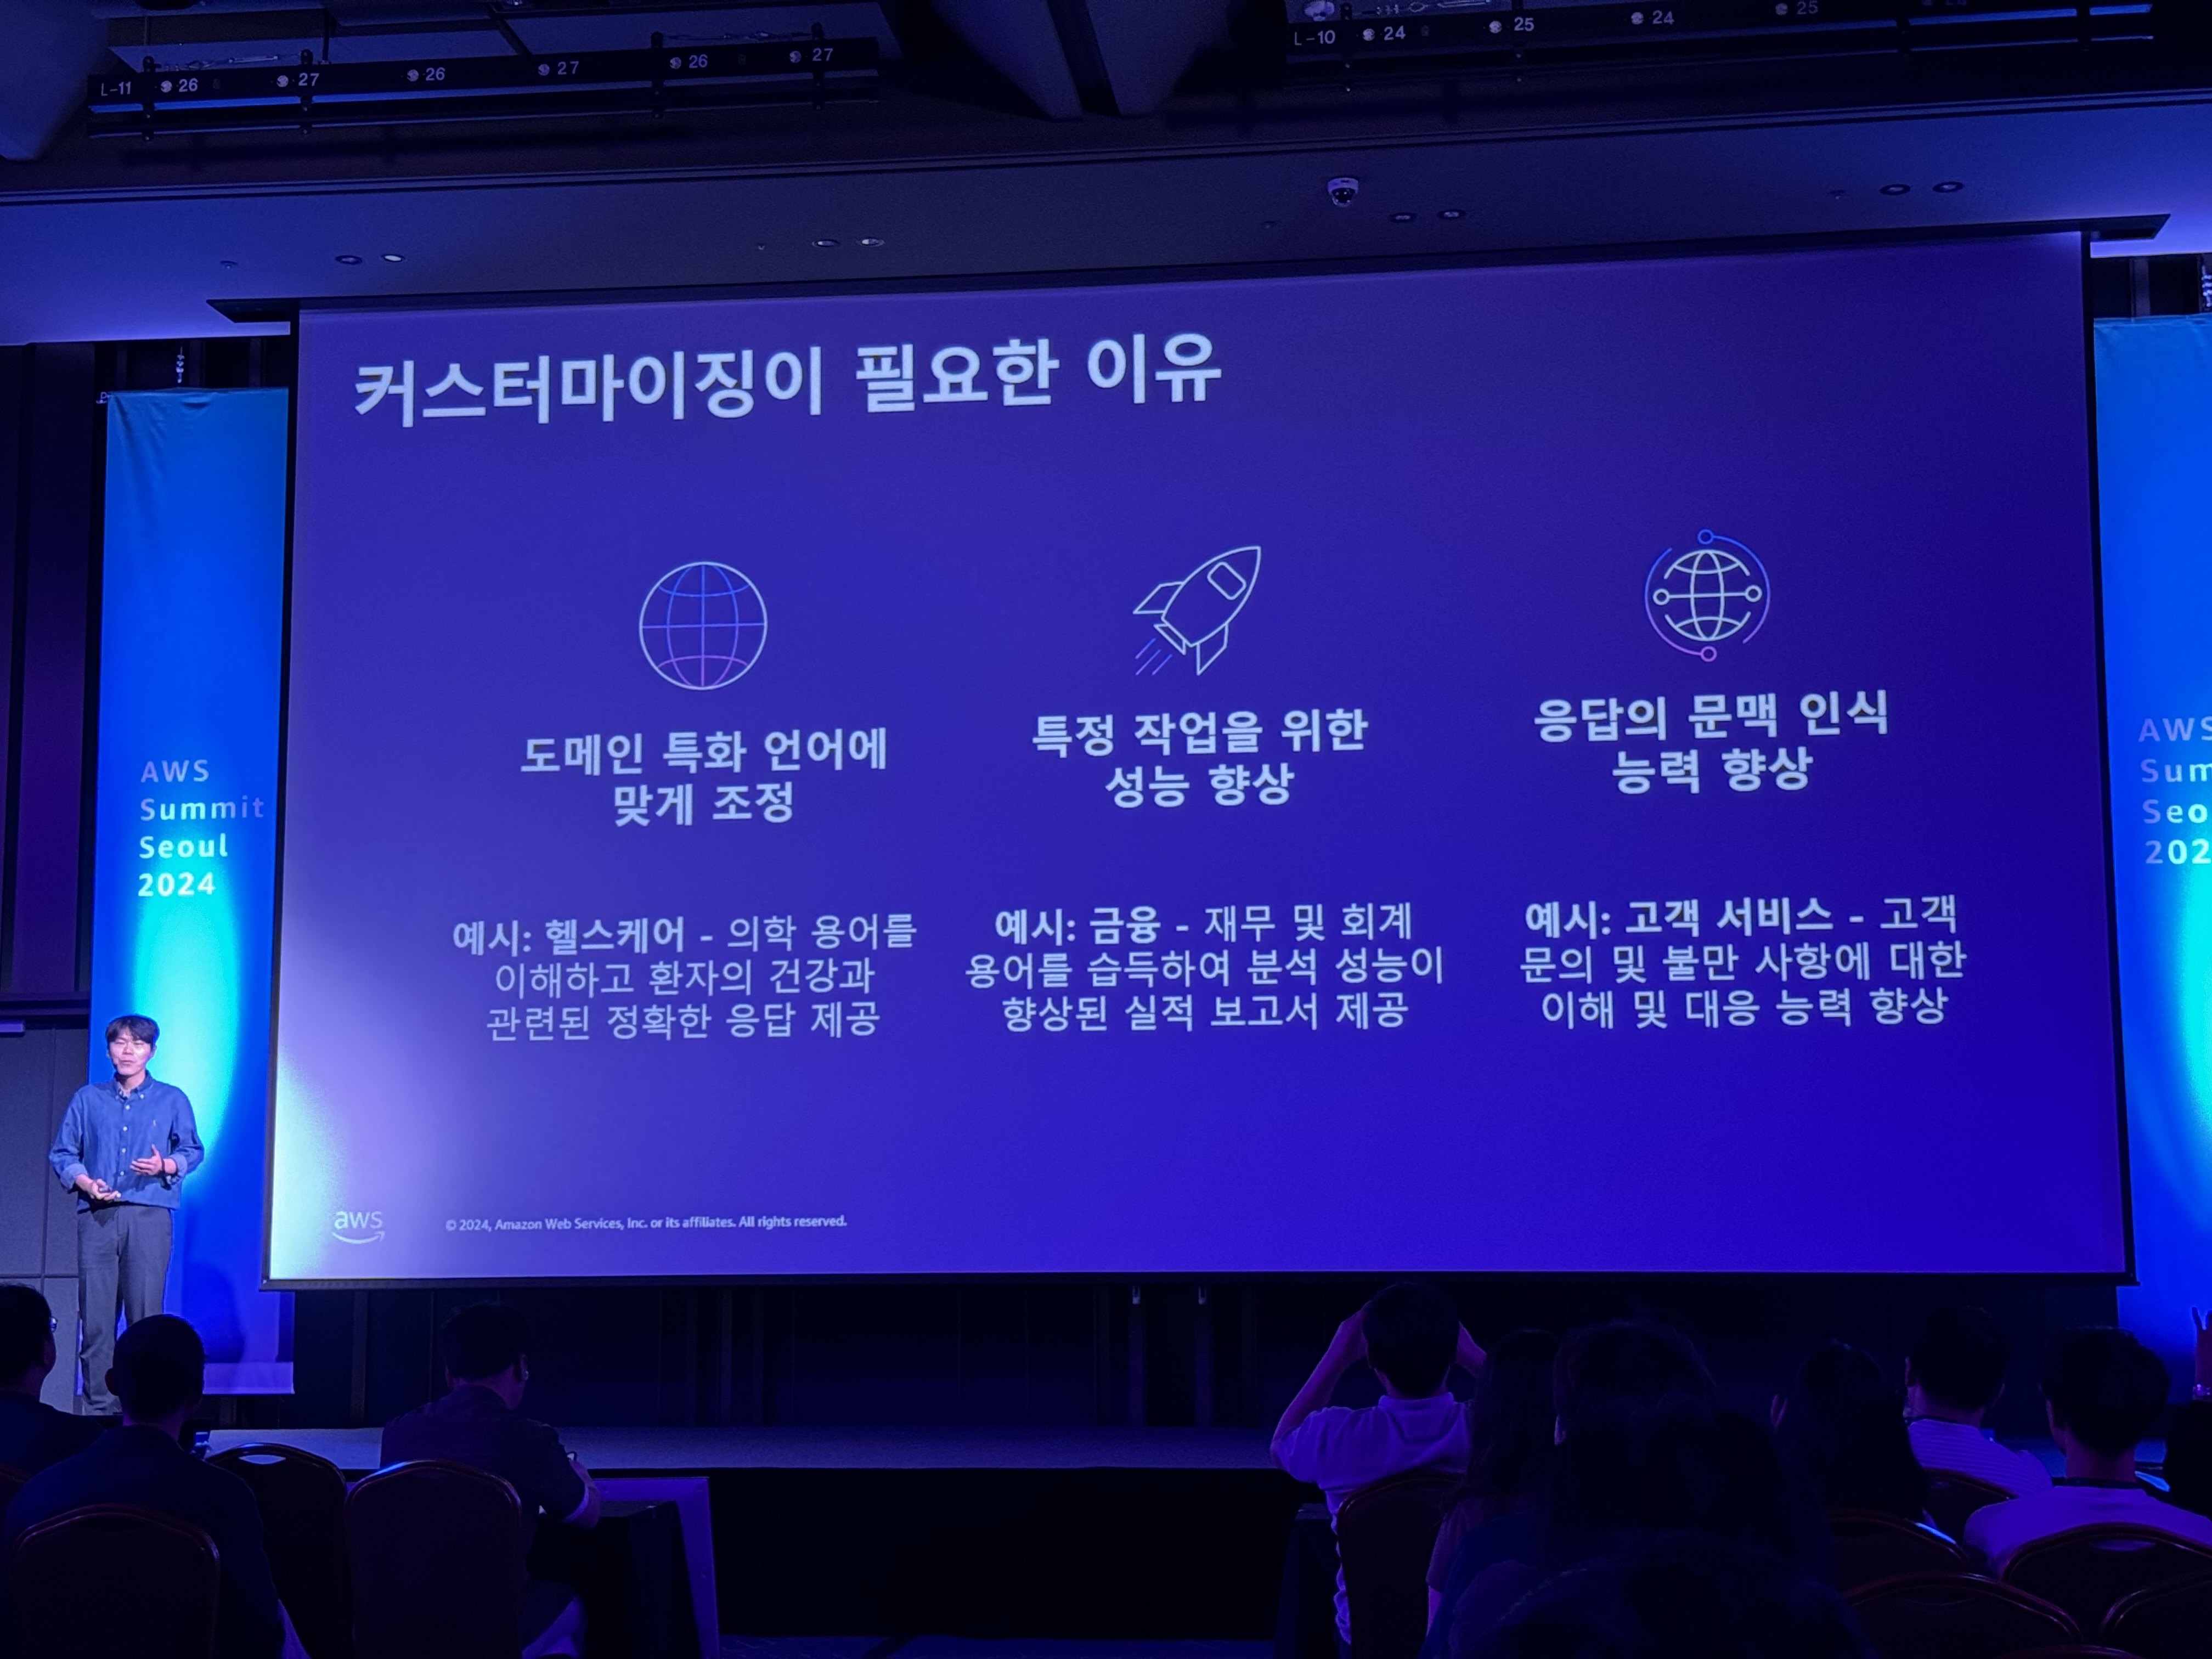 L-11 26 27 26 27 26 27
L-10 24 25 24 25
커스터마이징이 필요한 이유
도메인 특화 언어에
맞게 조정
예시: 헬스케어 - 의학 용어를
이해하고 환자의 건강과
관련된 정확한 응답 제공
특정 작업을 위한
성능 향상
예시: 금융 - 재무 및 회계
용어를 습득하여 분석 성능이
향상된 실적 보고서 제공
응답의 문맥 인식
능력 향상
예시: 고객 서비스 - 고객
문의 및 불만 사항에 대한
이해 및 대응 능력 향상
aws
© 2024, Amazon Web Services, Inc. or its affiliates. All rights reserved.
AWS
Summit
Seoul
2024
AWS
Sum
Seo
202